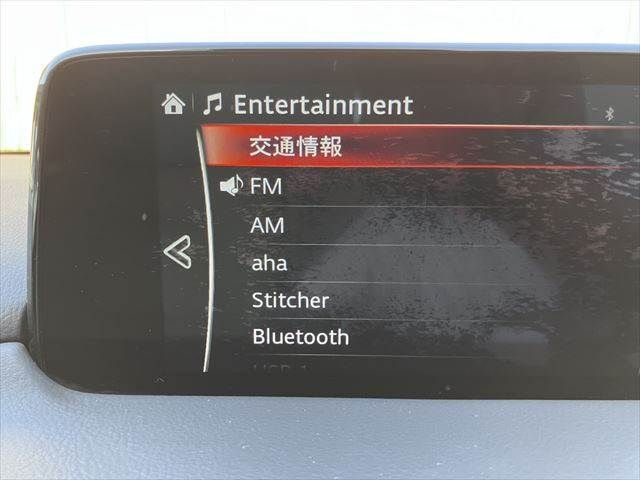 Entertainment
交通情報
FM
AM
aha
Stitcher
Bluetooth